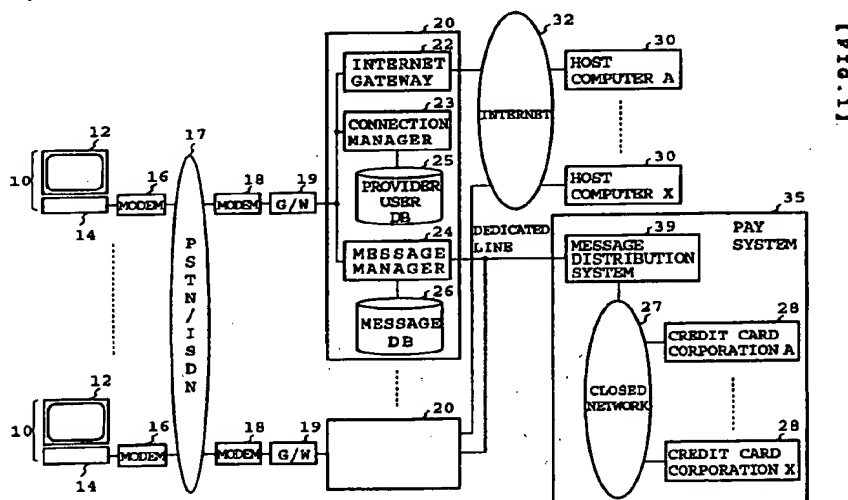 [FIG.1]
20
32
22
INTERNET
GATEWAY
30
HOST
COMPUTER A
17
23
CONNECTION
MANAGER
INTERNET
12
10
16
MODEM
14
18
MODEM
19
G/W
25
PROVIDER
USER
DB
30
HOST
COMPUTER X
35
PAY
SYSTEM
PSTN/ISDN
24
MESSAGE
MANAGER
DEDICATED
LINE
39
MESSAGE
DISTRIBUTION
SYSTEM
26
MESSAGE
DB
27
28
CREDIT CARD
CORPORATION A
CLOSED
NETWORK
12
10
16
MODEM
14
18
MODEM
19
G/W
20
28
CREDIT CARD
CORPORATION X